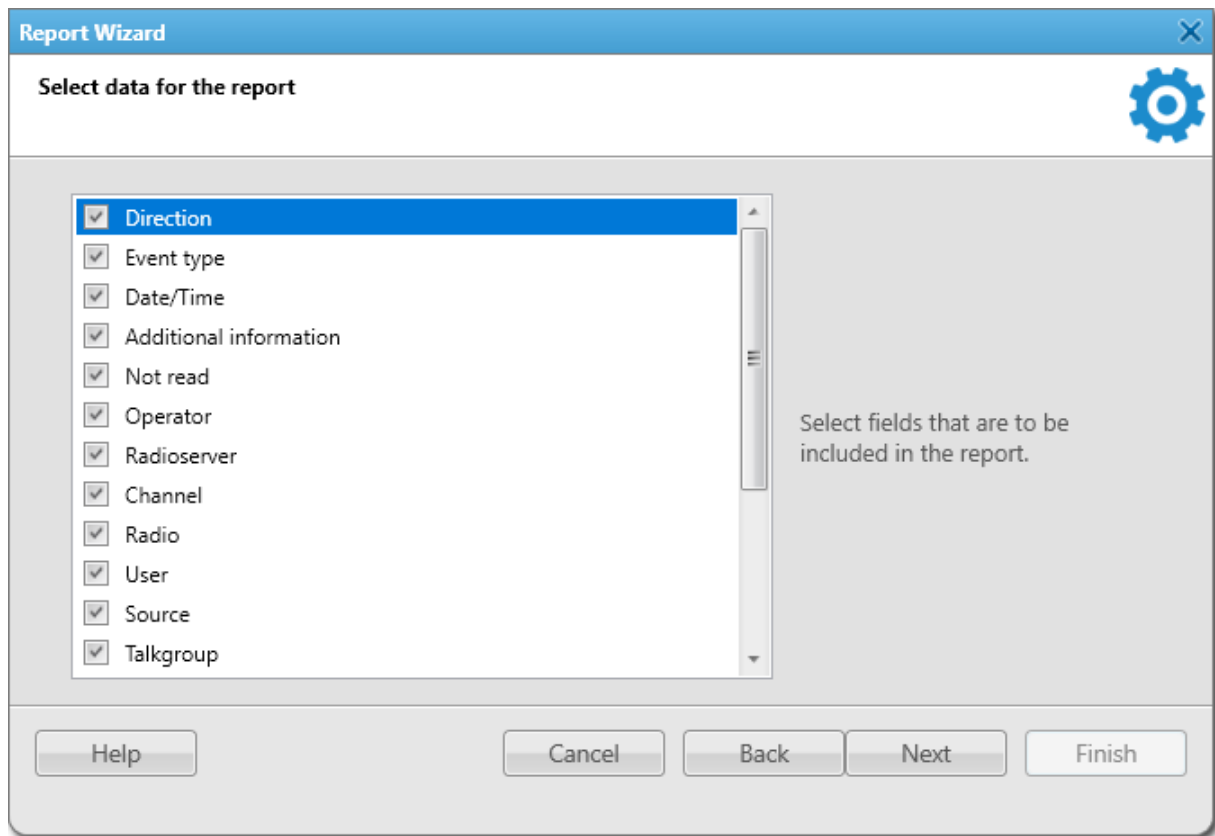 Report Wizard
Select data for the report
Direction
Event type
Date/Time
Additional information
Not read
Operator
Radioserver
Channel
Radio
User
Source
Talkgroup
Select fields that are to be
included in the report.
Help
Cancel
Back
Next
Finish